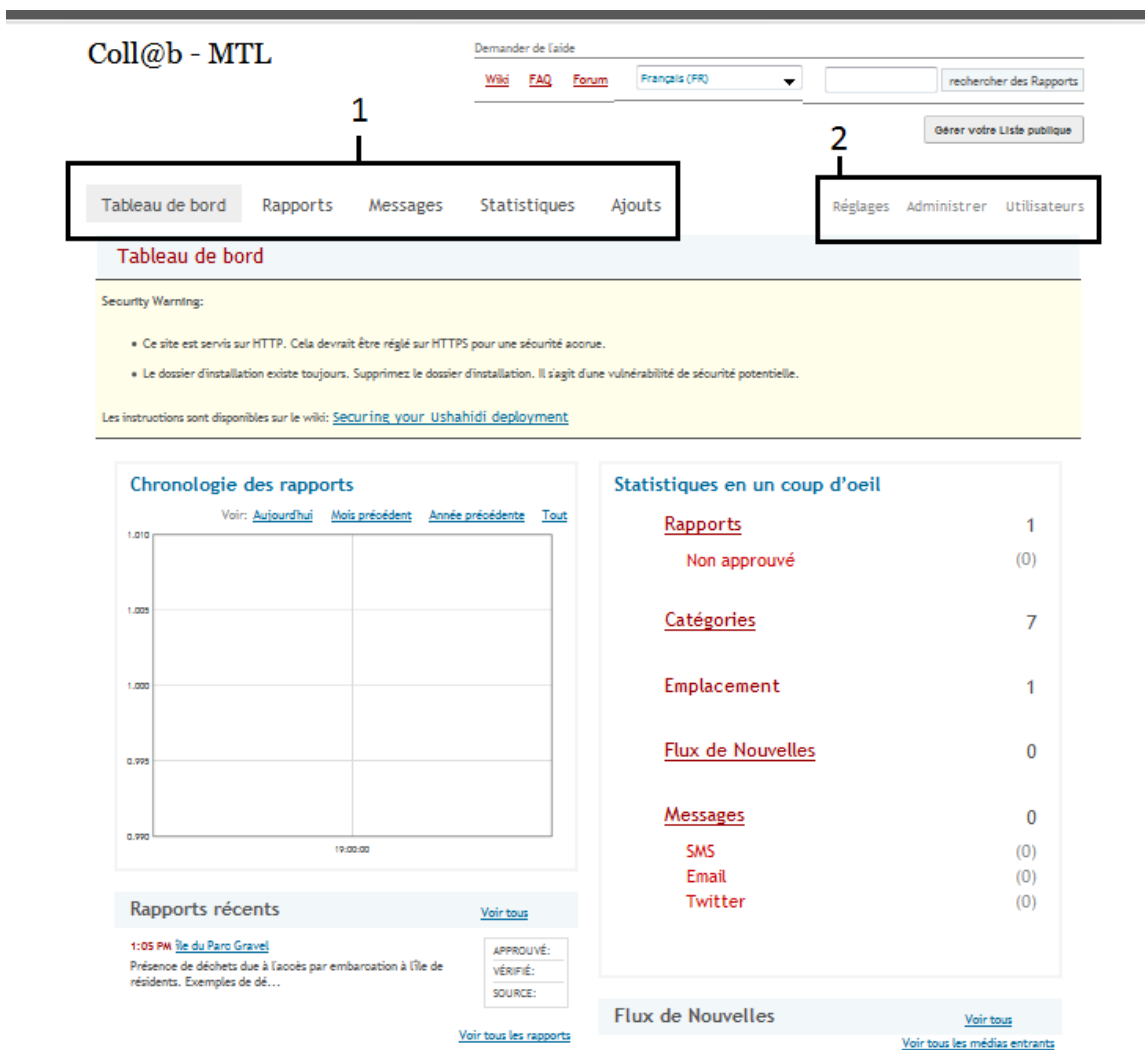 Coll@b - MTL
Demander de l'aide
Wiki FAQ Forum Français (FR) rechercher des Rapports
Gérer votre Liste publique
1
2
Tableau de bord Rapports Messages Statistiques Ajouts
Réglages Administrer Utilisateurs
Tableau de bord
Security Warning:
• Ce site est servis sur HTTP. Cela devrait être réglé sur HTTPS pour une sécurité accrue.
• Le dossier d'installation existe toujours. Supprimez le dossier d'installation. Il s'agit d'une vulnérabilité de sécurité potentielle.
Les instructions sont disponibles sur le wiki: Securing your Ushahidi deployment
Chronologie des rapports
Voir: Aujourd'hui Mois précédent Année précédente Tout
1.010
1.005
1.000
0.995
0.990
19:00:00
Rapports récents Voir tous
1:05 PM Île du Parc Gravel
Présence de déchets due à l'accès par embarcation à l'île de
résidents. Exemples de dé...
APPROUVÉ:
VÉRIFIÉ:
SOURCE:
Voir tous les rapports
Statistiques en un coup d'oeil
Rapports 1
Non approuvé (0)
Catégories 7
Emplacement 1
Flux de Nouvelles 0
Messages 0
SMS (0)
Email (0)
Twitter (0)
Flux de Nouvelles Voir tous
Voir tous les médias entrants